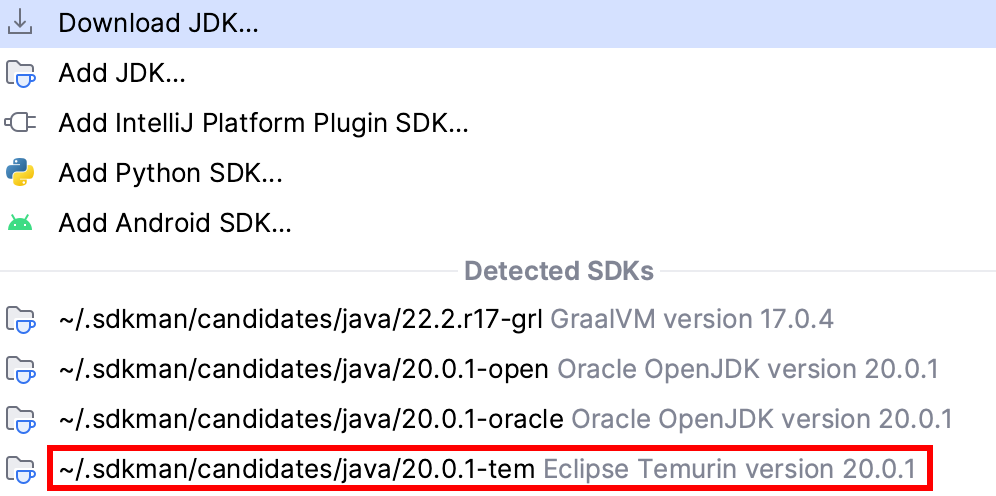 Download JDK...
Add JDK...
Add IntelliJ Platform Plugin SDK...
Add Python SDK...
Add Android SDK...
Detected SDKs
~/.sdkman/candidates/java/22.2.r17-grl GraalVM version 17.0.4
~/.sdkman/candidates/java/20.0.1-open Oracle OpenJDK version 20.0.1
~/.sdkman/candidates/java/20.0.1-oracle Oracle OpenJDK version 20.0.1
~/.sdkman/candidates/java/20.0.1-tem Eclipse Temurin version 20.0.1